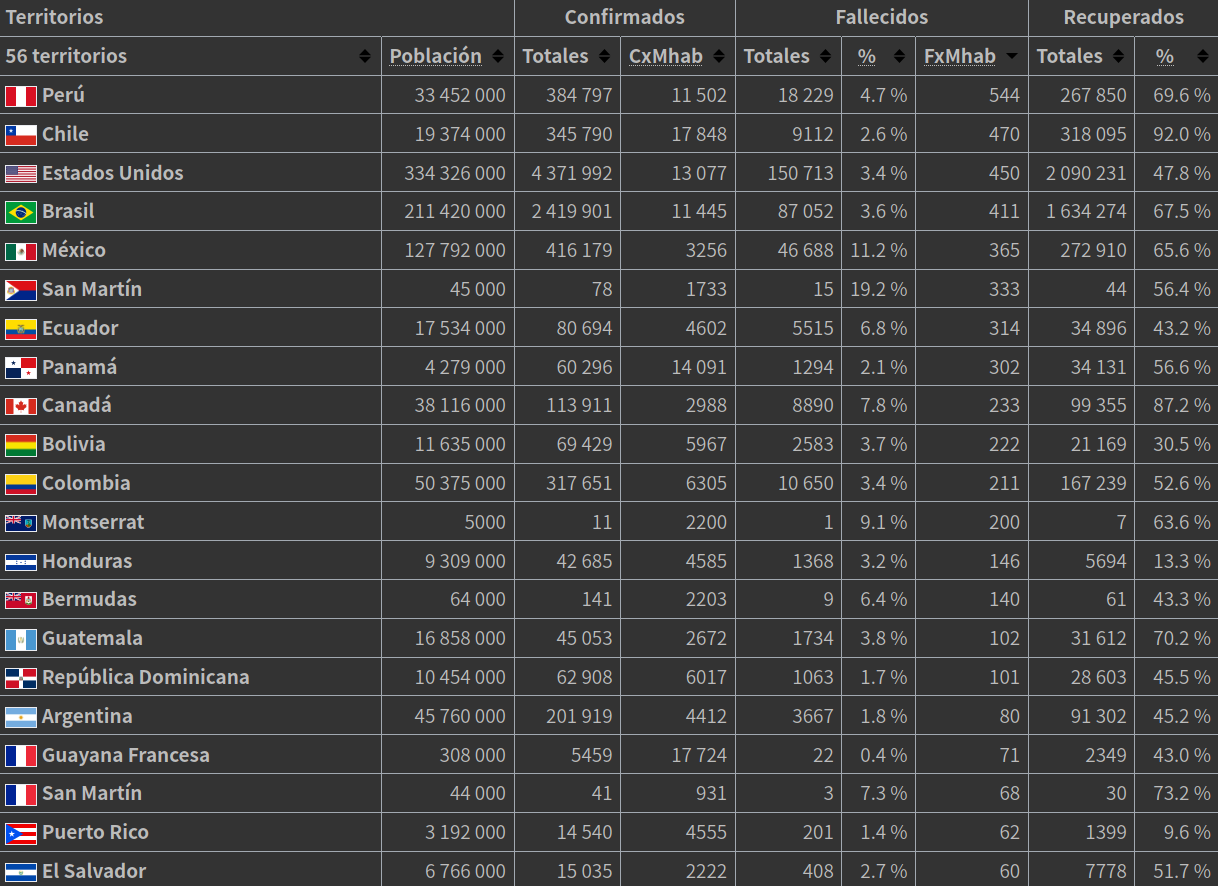 Territorios Confirmados Fallecidos Recuperados
56 territorios Población Totales CxMhab Totales % FxMhab Totales %
Perú 33 452 000 384 797 11 502 18 229 4.7 % 544 267 850 69.6 %
Chile 19 374 000 345 790 17 848 9112 2.6 % 470 318 095 92.0 %
Estados Unidos 334 326 000 4 371 992 13 077 150 713 3.4 % 450 2 090 231 47.8 %
Brasil 211 420 000 2 419 901 11 445 87 052 3.6 % 411 1 634 274 67.5 %
México 127 792 000 416 179 3256 46 688 11.2 % 365 272 910 65.6 %
San Martín 45 000 78 1733 15 19.2 % 333 44 56.4 %
Ecuador 17 534 000 80 694 4602 5515 6.8 % 314 34 896 43.2 %
Panamá 4 279 000 60 296 14 091 1294 2.1 % 302 34 131 56.6 %
Canadá 38 116 000 113 911 2988 8890 7.8 % 233 99 355 87.2 %
Bolivia 11 635 000 69 429 5967 2583 3.7 % 222 21 169 30.5 %
Colombia 50 375 000 317 651 6305 10 650 3.4 % 211 167 239 52.6 %
Montserrat 5000 11 2200 1 9.1 % 200 7 63.6 %
Honduras 9 309 000 42 685 4585 1368 3.2 % 146 5694 13.3 %
Bermudas 64 000 141 2203 9 6.4 % 140 61 43.3 %
Guatemala 16 858 000 45 053 2672 1734 3.8 % 102 31 612 70.2 %
República Dominicana 10 454 000 62 908 6017 1063 1.7 % 101 28 603 45.5 %
Argentina 45 760 000 201 919 4412 3667 1.8 % 80 91 302 45.2 %
Guayana Francesa 308 000 5459 17 724 22 0.4 % 71 2349 43.0 %
San Martín 44 000 41 931 3 7.3 % 68 30 73.2 %
Puerto Rico 3 192 000 14 540 4555 201 1.4 % 62 1399 9.6 %
El Salvador 6 766 000 15 035 2222 408 2.7 % 60 7778 51.7 %